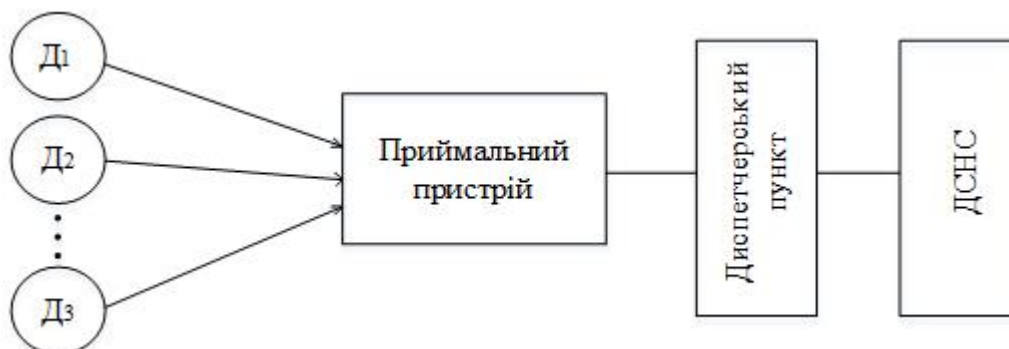 Д1
Д2
Д3
Приймальний
пристрій
Диспетчерський
пункт
ДСНС